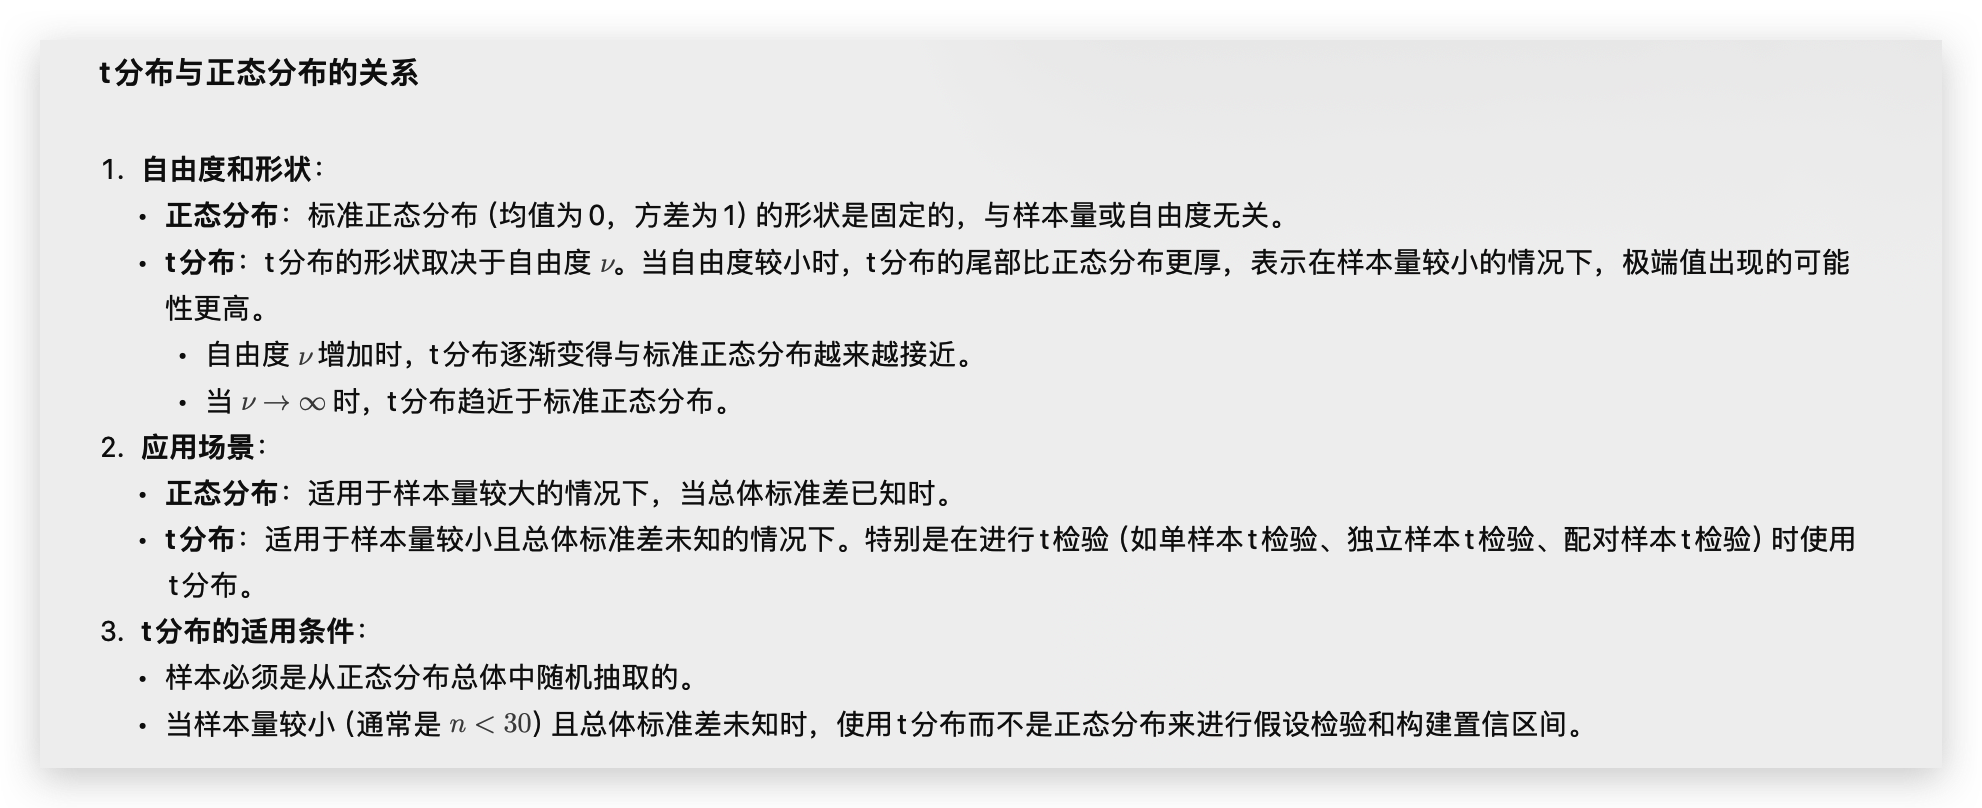 t分布与正态分布的关系
1. 自由度和形状：
• 正态分布：标准正态分布（均值为0，方差为1）的形状是固定的，与样本量或自由度无关。
• t分布：t分布的形状取决于自由度 ν。当自由度较小时，t分布的尾部比正态分布更厚，表示在样本量较小的情况下，极端值出现的可能
性更高。
• 自由度 ν 增加时，t分布逐渐变得与标准正态分布越来越接近。
• 当 ν → ∞ 时，t分布趋近于标准正态分布。
2. 应用场景：
• 正态分布：适用于样本量较大的情况下，当总体标准差已知时。
• t分布：适用于样本量较小且总体标准差未知的情况下。特别是在进行t检验（如单样本t检验、独立样本t检验、配对样本t检验）时使用
t分布。
3. t分布的适用条件：
• 样本必须是从正态分布总体中随机抽取的。
• 当样本量较小（通常是 n < 30）且总体标准差未知时，使用t分布而不是正态分布来进行假设检验和构建置信区间。